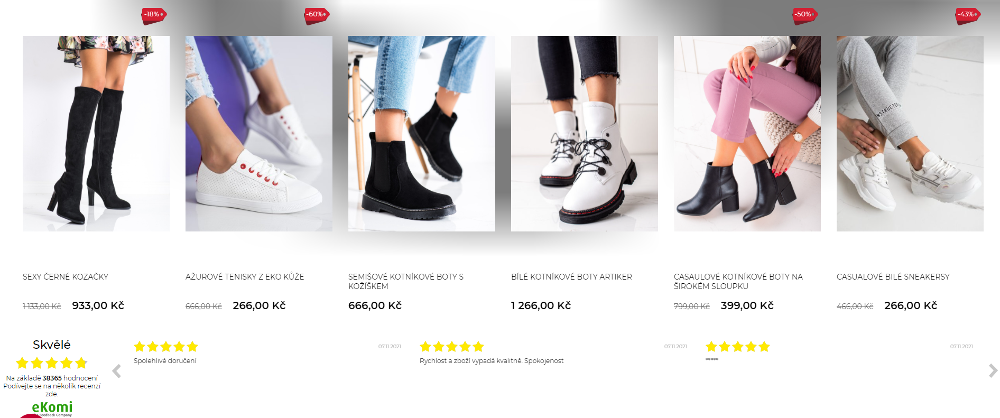 -18%
-60%
-50%
-43%
NSTRUCTED
SEXY ČERNÉ KOZAČKY
AŽUROVÉ TENISKY Z EKO KŮŽE
SEMIŠOVÉ KOTNÍKOVÉ BOTY S
KOŽÍŠKEM
BÍLÉ KOTNÍKOVÉ BOTY ARTIKER
CASAULOVÉ KOTNÍKOVÉ BOTY NA
ŠIROKÉM SLOUPKU
CASUALOVÉ BILÉ SNEAKERSY
1 133,00 Kč 933,00 Kč
666,00 Kč 266,00 Kč
666,00 Kč
1 266,00 Kč
799,00 Kč 399,00 Kč
466,00 Kč 266,00 Kč
Skvělé
Na základě 38365 hodnocení
Podívejte se na několik recenzí
zde.
eKomi
Feedback Company
07.11.2021
Spolehlivé doručení
07.11.2021
Rychlost a zboží vypadá kvalitně. Spokojenost
07.11.2021
*****